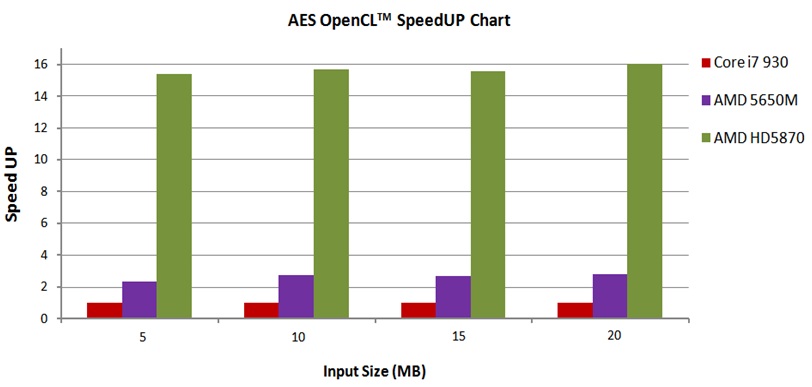 AES OpenCL™ SpeedUP Chart
Speed UP
16
14
12
10
8
6
4
2
0
5
10
15
20
Input Size (MB)
Core i7 930
AMD 5650M
AMD HD5870